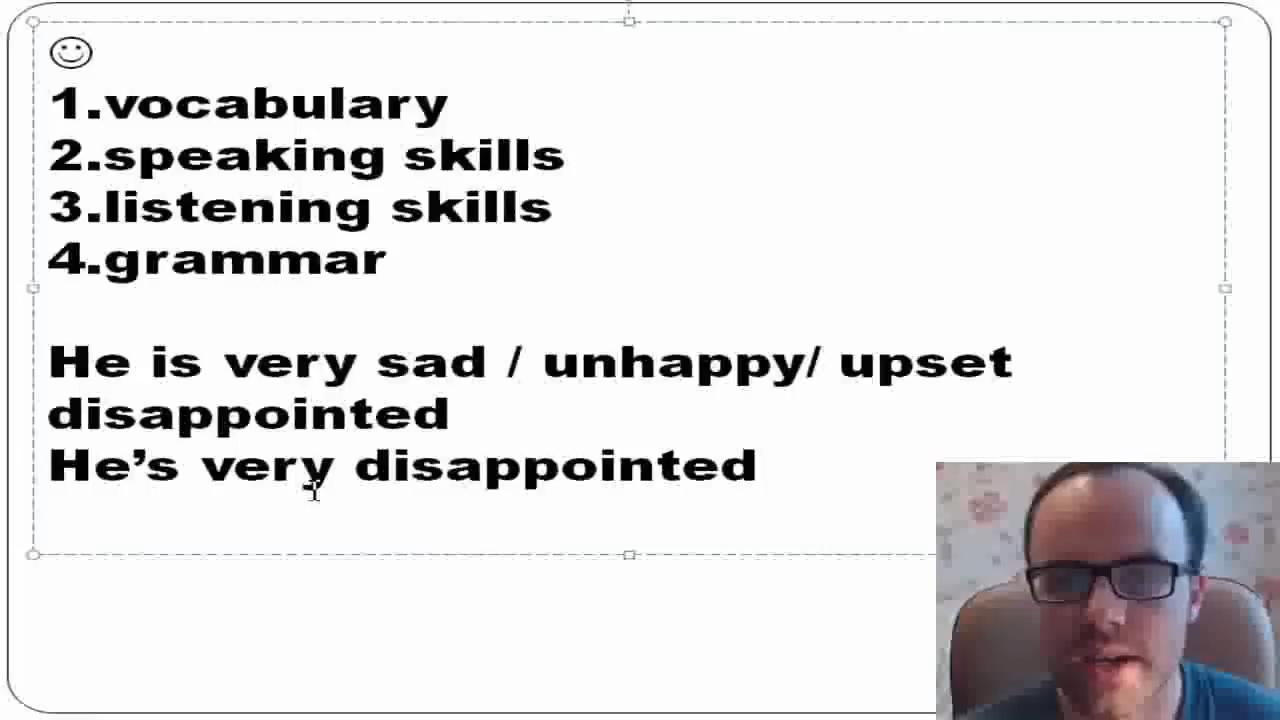 1.vocabulary
2.speaking skills
3.listening skills
4.grammar
He is very sad / unhappy/ upset
disappointed
He’s very disappointed